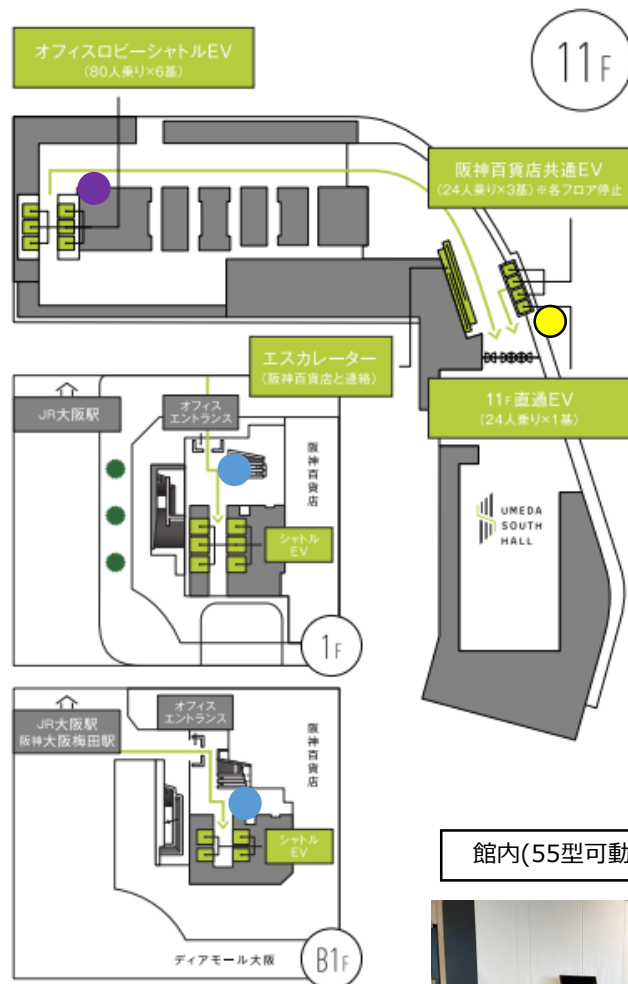 オフィスロビーシャトルEV
(80人乗り×6基)
11F
阪神百貨店共通EV
(24人乗り×3基)※各フロア停止
エスカレーター
(阪神百貨店と連絡)
11F直通EV
(24人乗り×1基)
UMEDA
SOUTH
HALL
JR大阪駅
オフィス
エントランス
阪神百貨店
シャトル
EV
1F
JR大阪駅
阪神大阪梅田駅
オフィス
エントランス
阪神百貨店
シャトル
EV
ディアモール大阪
B1F
館内(55型可動